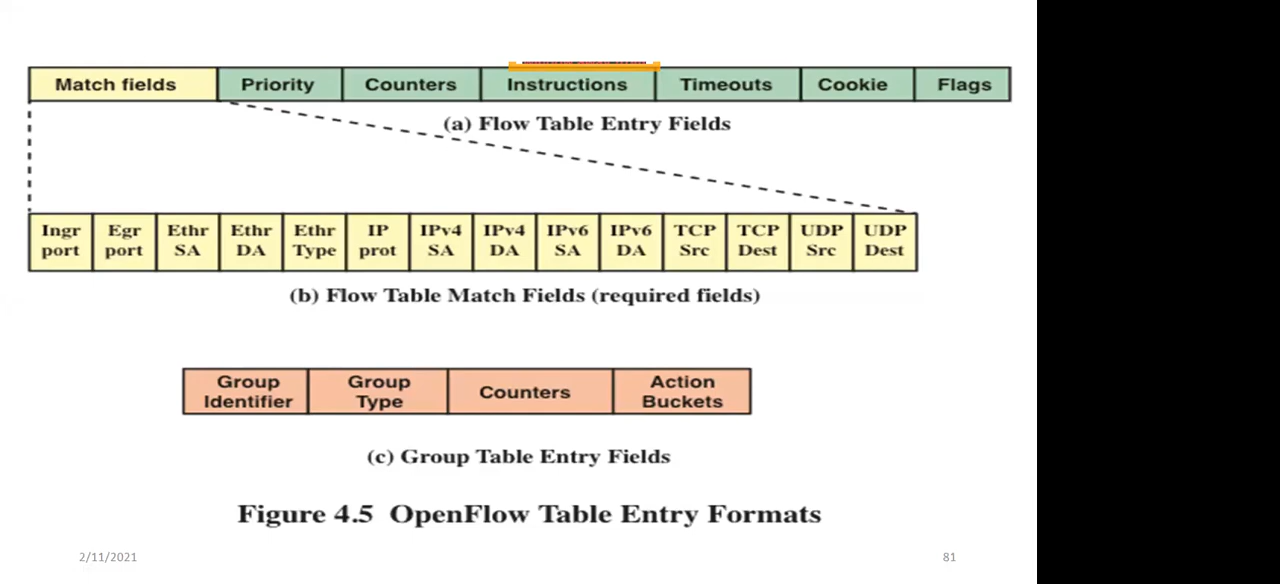 Match fields Priority Counters Instructions Timeouts Cookie Flags
(a) Flow Table Entry Fields
Ingr port Egr port Ethr SA Ethr DA Ethr Type IP prot IPv4 SA IPv4 DA IPv6 SA IPv6 DA TCP Src TCP Dest UDP Src UDP Dest
(b) Flow Table Match Fields (required fields)
Group Identifier Group Type Counters Action Buckets
(c) Group Table Entry Fields
Figure 4.5 OpenFlow Table Entry Formats
2/11/2021 81